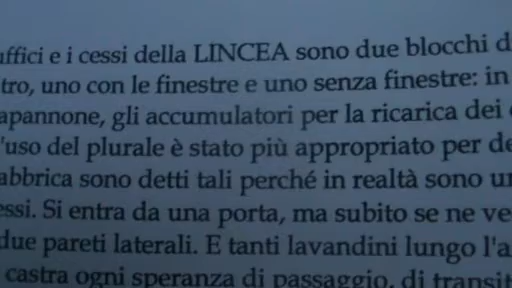 uffici e i cessi della LINCEA sono due blocchi d
tro, uno con le finestre e uno senza finestre: in
apannone, gli accumulatori per la ricarica dei
l'uso del plurale è stato più appropriato per de
abbrica sono detti tali perché in realtà sono u
essi. Si entra da una porta, ma subito se ne ve
due pareti laterali. E tanti lavandini lungo l'a
castra ogni speranza di passaggio, di transit